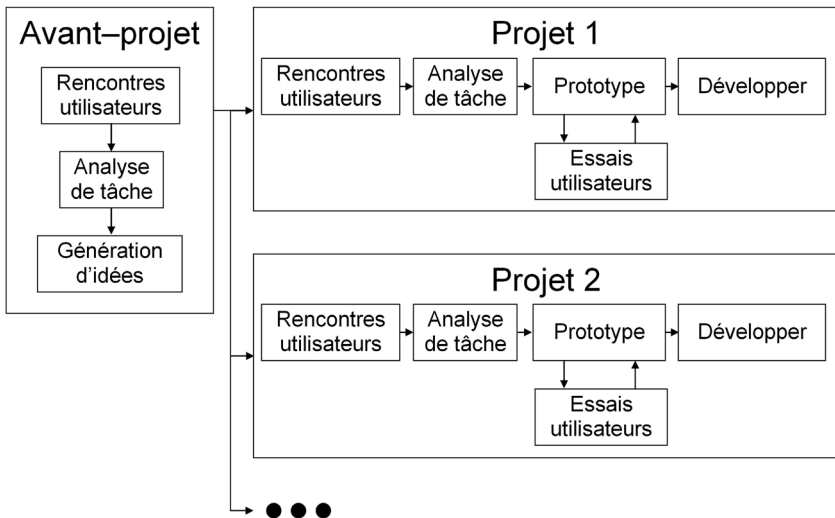 Avant–projet
Rencontres
utilisateurs
Analyse
de tâche
Génération
d'idées
Projet 1
Rencontres
utilisateurs
Analyse
de tâche
Prototype
Développer
Essais
utilisateurs
Projet 2
Rencontres
utilisateurs
Analyse
de tâche
Prototype
Développer
Essais
utilisateurs